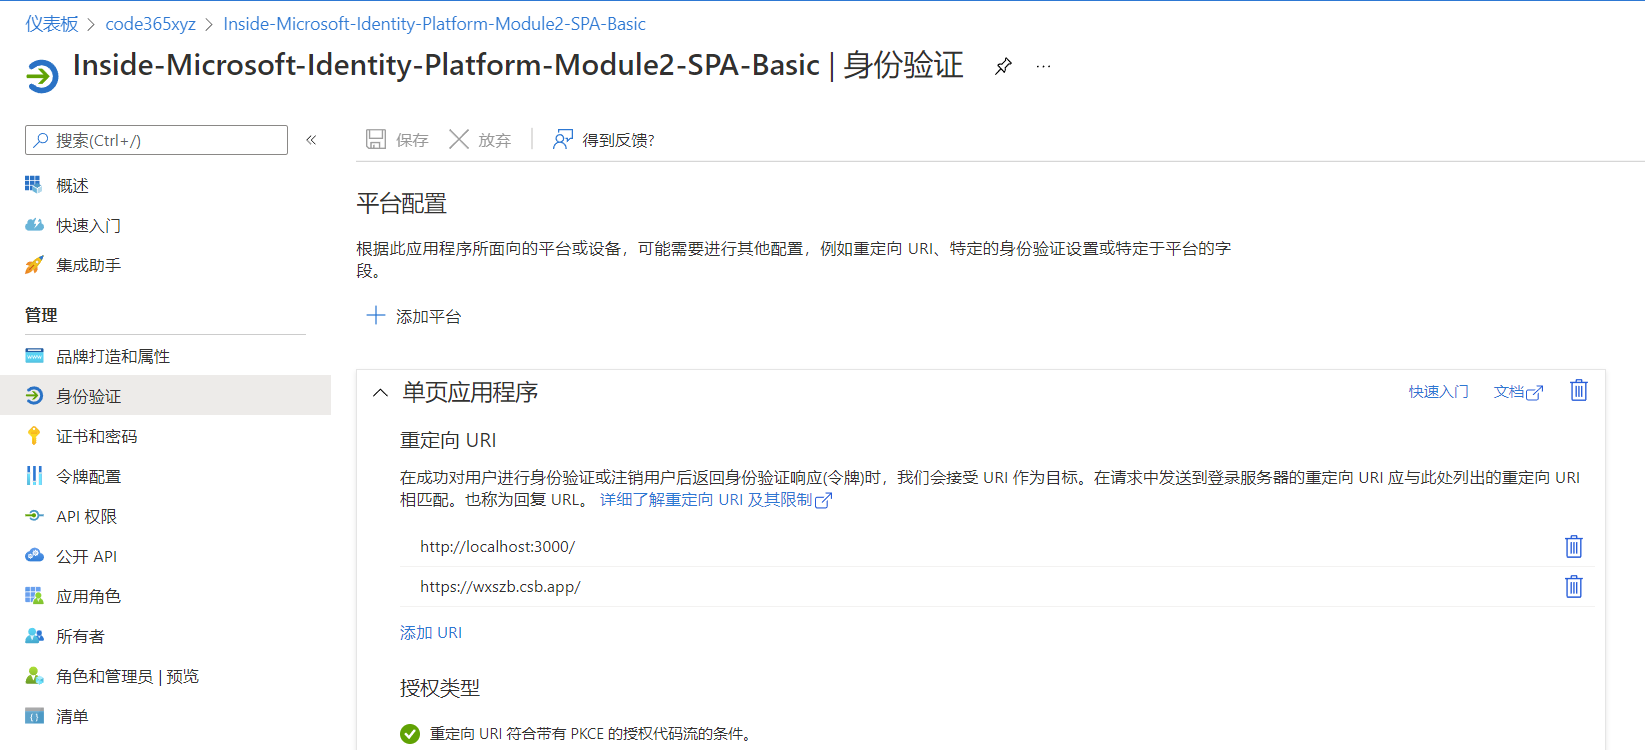 仪表板 > code365xyz > Inside-Microsoft-Identity-Platform-Module2-SPA-Basic
Inside-Microsoft-Identity-Platform-Module2-SPA-Basic | 身份验证
搜索(Ctrl+/)
«
保存
放弃
得到反馈?
概述
快速入门
集成助手
管理
品牌打造和属性
身份验证
证书和密码
令牌配置
API 权限
公开 API
应用角色
所有者
角色和管理员 | 预览
清单
平台配置
根据此应用程序所面向的平台或设备，可能需要进行其他配置，例如重定向 URI、特定的身份验证设置或特定于平台的字
段。
添加平台
单页应用程序
快速入门
文档
重定向 URI
在成功对用户进行身份验证或注销用户后返回身份验证响应(令牌)时，我们会接受 URI 作为目标。在请求中发送到登录服务器的重定向 URI 应与此处列出的重定向 URI
相匹配。也称为回复 URL。 详细了解重定向 URI 及其限制
http://localhost:3000/
https://wxszb.csb.app/
添加 URI
授权类型
重定向 URI 符合带有 PKCE 的授权代码流的条件。